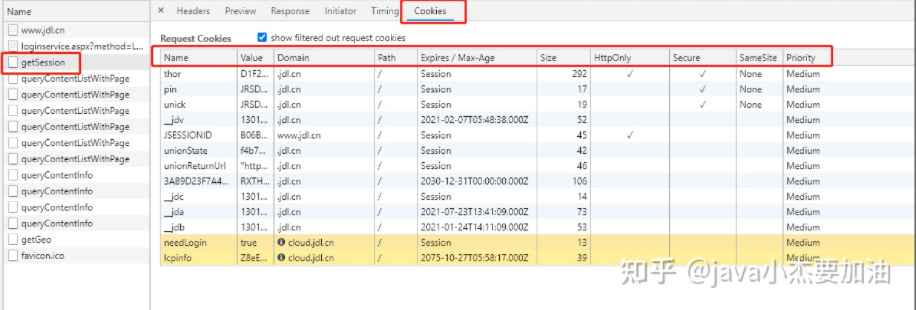 Name
www.jdl.cn
loginservice.aspx?method=L...
getSession
queryContentListWithPage
queryContentListWithPage
queryContentListWithPage
queryContentListWithPage
queryContentListWithPage
queryContentListWithPage
queryContentInfo
queryContentInfo
queryContentInfo
getGeo
favicon.ico
× Headers Preview Response Initiator Timing Cookies
Request Cookies show filtered out request cookies
Name Value Domain Path Expires / Max-Age Size HttpOnly Secure SameSite Priority
thor D1F2... .jdl.cn / Session 292 ✓ ✓ None Medium
pin JRSD... .jdl.cn / Session 17 ✓ None Medium
unick JRSD... .jdl.cn / Session 19 ✓ None Medium
__jdv 1301... .jdl.cn / 2021-02-07T05:48:38.000Z 52 Medium
JSESSIONID B06B... www.jdl.cn / Session 45 ✓ Medium
unionState f4b7... .jdl.cn / Session 42 Medium
unionReturnUrl "http... .jdl.cn / Session 46 Medium
3AB9D23F7A4... RXTH... .jdl.cn / 2030-12-31T00:00:00.000Z 106 Medium
__jdc 1301... .jdl.cn / Session 14 Medium
__jda 1301... .jdl.cn / 2021-07-23T13:41:09.000Z 73 Medium
__jdb 1301... .jdl.cn / 2021-01-24T14:11:09.000Z 53 Medium
needLogin true cloud.jdl.cn / Session 13 Medium
lcpinfo Z8eE... cloud.jdl.cn / 2075-10-27T05:58:17.000Z 39 Medium
知乎 @java小杰要加油